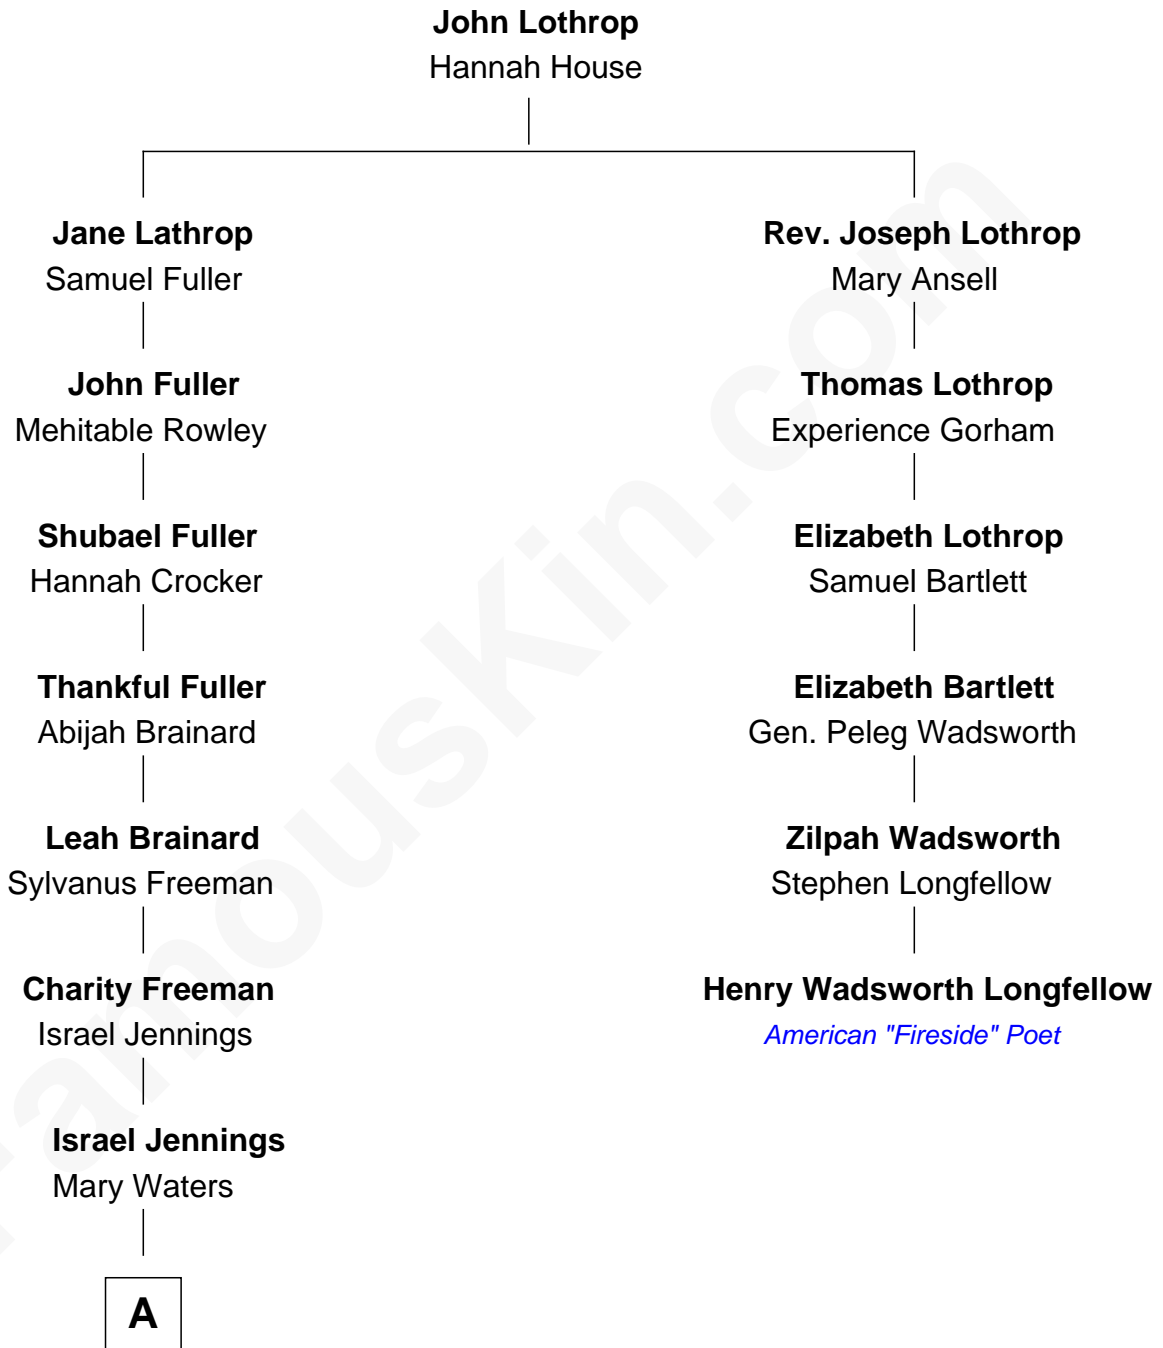 John Lothrop
Hannah House
Jane Lathrop
Samuel Fuller
Rev. Joseph Lothrop
Mary Ansell
John Fuller
Mehitable Rowley
Thomas Lothrop
Experience Gorham
Shubael Fuller
Hannah Crocker
Elizabeth Lothrop
Samuel Bartlett
Thankful Fuller
Abijah Brainard
Elizabeth Bartlett
Gen. Peleg Wadsworth
Leah Brainard
Sylvanus Freeman
Zilpah Wadsworth
Stephen Longfellow
Charity Freeman
Israel Jennings
Henry Wadsworth Longfellow
American "Fireside" Poet
Israel Jennings
Mary Waters
A
FamousKin.com